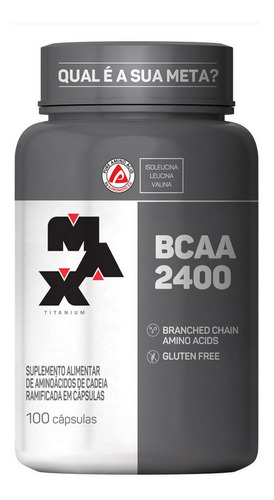 QUAL É A SUA META?
ISOLEUCINA
LEUCINA
VALINA
MAX
TITANIUM
BCAA
2400
BRANCHED CHAIN
AMINO ACIDS
GLUTEN FREE
SUPLEMENTO ALIMENTAR
DE AMINOÁCIDOS DE CADEIA
RAMIFICADA EM CÁPSULAS
100 cápsulas